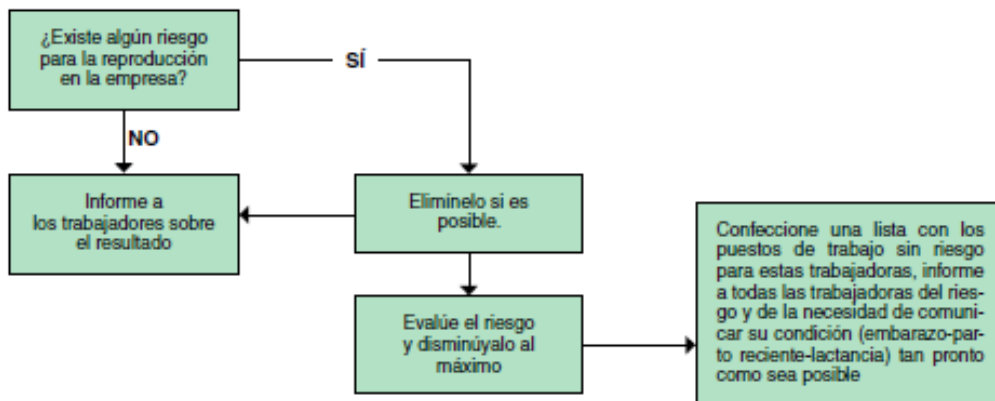 ¿Existe algún riesgo
para la reproducción
en la empresa?
SÍ
NO
Informe a
los trabajadores sobre
el resultado
Elimínelo si es
posible.
Evalúe el riesgo
y disminúyalo al
máximo
Confeccione una lista con los
puestos de trabajo sin riesgo
para estas trabajadoras, informe
a todas las trabajadoras del ries-
go y de la necesidad de comuni-
car su condición (embarazo-par-
to reciente-lactancia) tan pronto
como sea posible